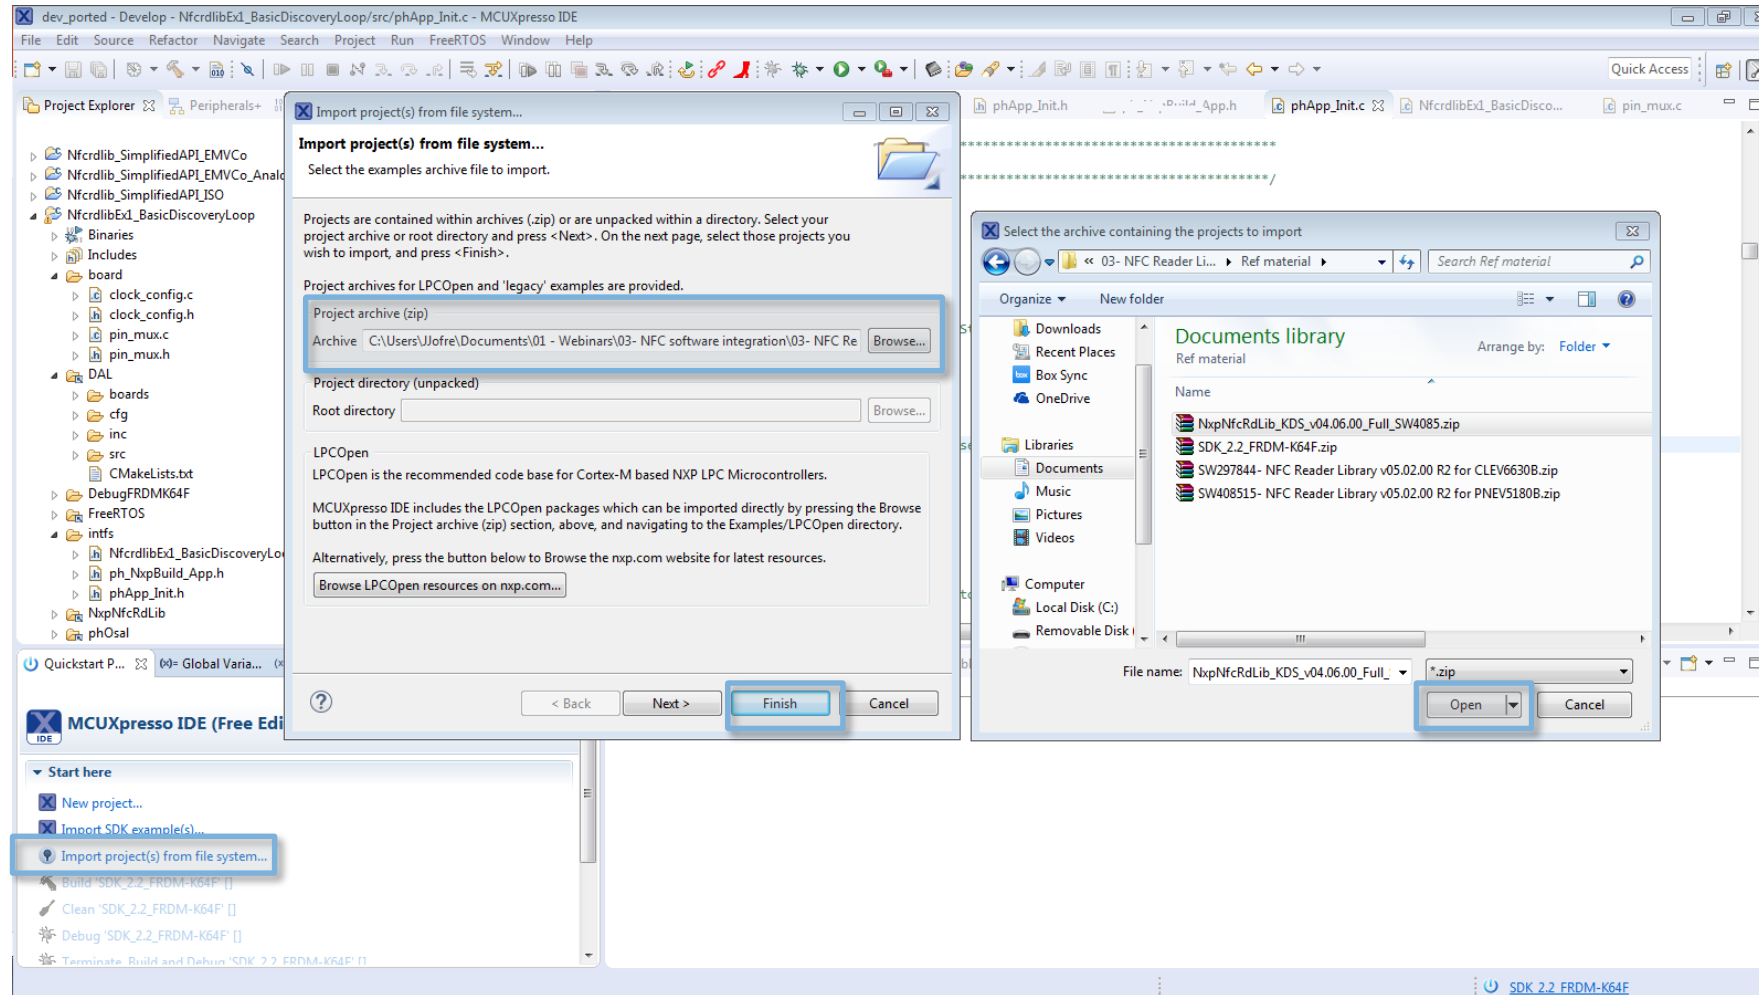 dev_ported - Develop - NfcrdlibEx1_BasicDiscoveryLoop/src/phApp_Init.c - MCUXpresso IDE
File Edit Source Refactor Navigate Search Project Run FreeRTOS Window Help
Quick Access
Project Explorer Peripherals+
phApp_Init.h
phApp_Init.c NfcrdlibEx1_BasicDisco... pin_mux.c
Nfcrdlib_SimplifiedAPI_EMVCo
Nfcrdlib_SimplifiedAPI_EMVCo_Analo
Nfcrdlib_SimplifiedAPI_ISO
NfcrdlibEx1_BasicDiscoveryLoop
Binaries
Includes
board
clock_config.c
clock_config.h
pin_mux.c
pin_mux.h
DAL
boards
cfg
inc
src
CMakeLists.txt
DebugFRDMK64F
FreeRTOS
intfs
NfcrdlibEx1_BasicDiscoveryLoo
ph_NxpBuild_App.h
phApp_Init.h
NxpNfcRdLib
phOsal
Import project(s) from file system...
Import project(s) from file system...
Select the examples archive file to import.
Projects are contained within archives (.zip) or are unpacked within a directory. Select your
project archive or root directory and press <Next>. On the next page, select those projects you
wish to import, and press <Finish>.
Project archives for LPCOpen and 'legacy' examples are provided.
Project archive (zip)
Archive C:\Users\JJofre\Documents\01 - Webinars\03- NFC software integration\03- NFC Re Browse...
Project directory (unpacked)
Root directory Browse...
LPCOpen
LPCOpen is the recommended code base for Cortex-M based NXP LPC Microcontrollers.
MCUXpresso IDE includes the LPCOpen packages which can be imported directly by pressing the Browse
button in the Project archive (zip) section, above, and navigating to the Examples/LPCOpen directory.
Alternatively, press the button below to Browse the nxp.com website for latest resources.
Browse LPCOpen resources on nxp.com...
< Back Next > Finish Cancel
****************************************
****************************************/
Select the archive containing the projects to import
« 03- NFC Reader Li... Ref material Search Ref material
Organize New folder
Downloads
Recent Places
Box Sync
OneDrive
Libraries
Documents
Music
Pictures
Videos
Computer
Local Disk (C:)
Removable Disk
Documents library
Ref material
Arrange by: Folder
Name
NxpNfcRdLib_KDS_v04.06.00_Full_SW4085.zip
SDK_2.2_FRDM-K64F.zip
SW297844- NFC Reader Library v05.02.00 R2 for CLEV6630B.zip
SW408515- NFC Reader Library v05.02.00 R2 for PNEV5180B.zip
File name: NxpNfcRdLib_KDS_v04.06.00_Full_ *.zip
Open Cancel
Quickstart P... (x)= Global Varia...
IDE
MCUXpresso IDE (Free Edi
Start here
New project...
Import SDK example(s)...
Import project(s) from file system...
Build 'SDK_2.2_FRDM-K64F' []
Clean 'SDK_2.2_FRDM-K64F' []
Debug 'SDK_2.2_FRDM-K64F' []
Terminate, Build and Debug 'SDK_2.2_FRDM-K64F' []
SDK_2.2_FRDM-K64F